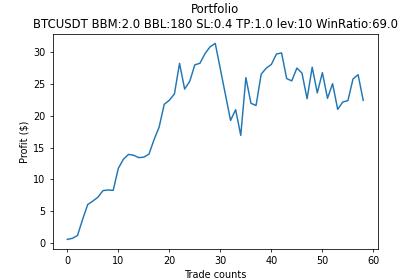 Portfolio
BTCUSDT BBM:2.0 BBL:180 SL:0.4 TP:1.0 lev:10 WinRatio:69.0
30
25
20
15
10
5
0
Profit ($)
0 10 20 30 40 50 60
Trade counts